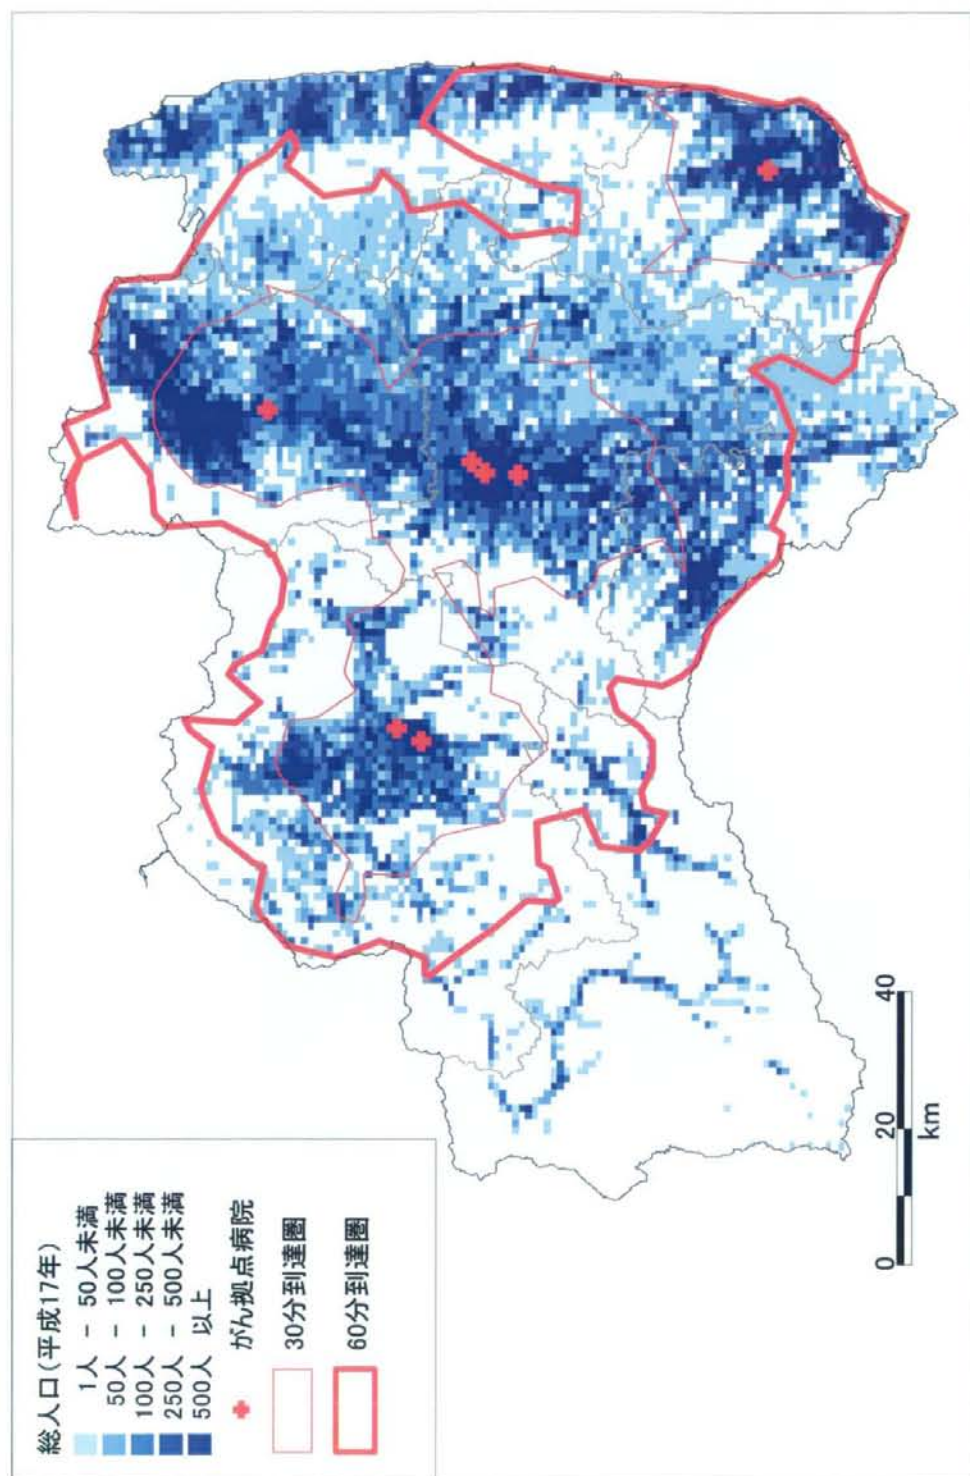 総人口(平成17年)
1人 - 50人未満
50人 - 100人未満
100人 - 250人未満
250人 - 500人未満
500人 以上
がん拠点病院
30分到達圏
60分到達圏
0 20 40
km